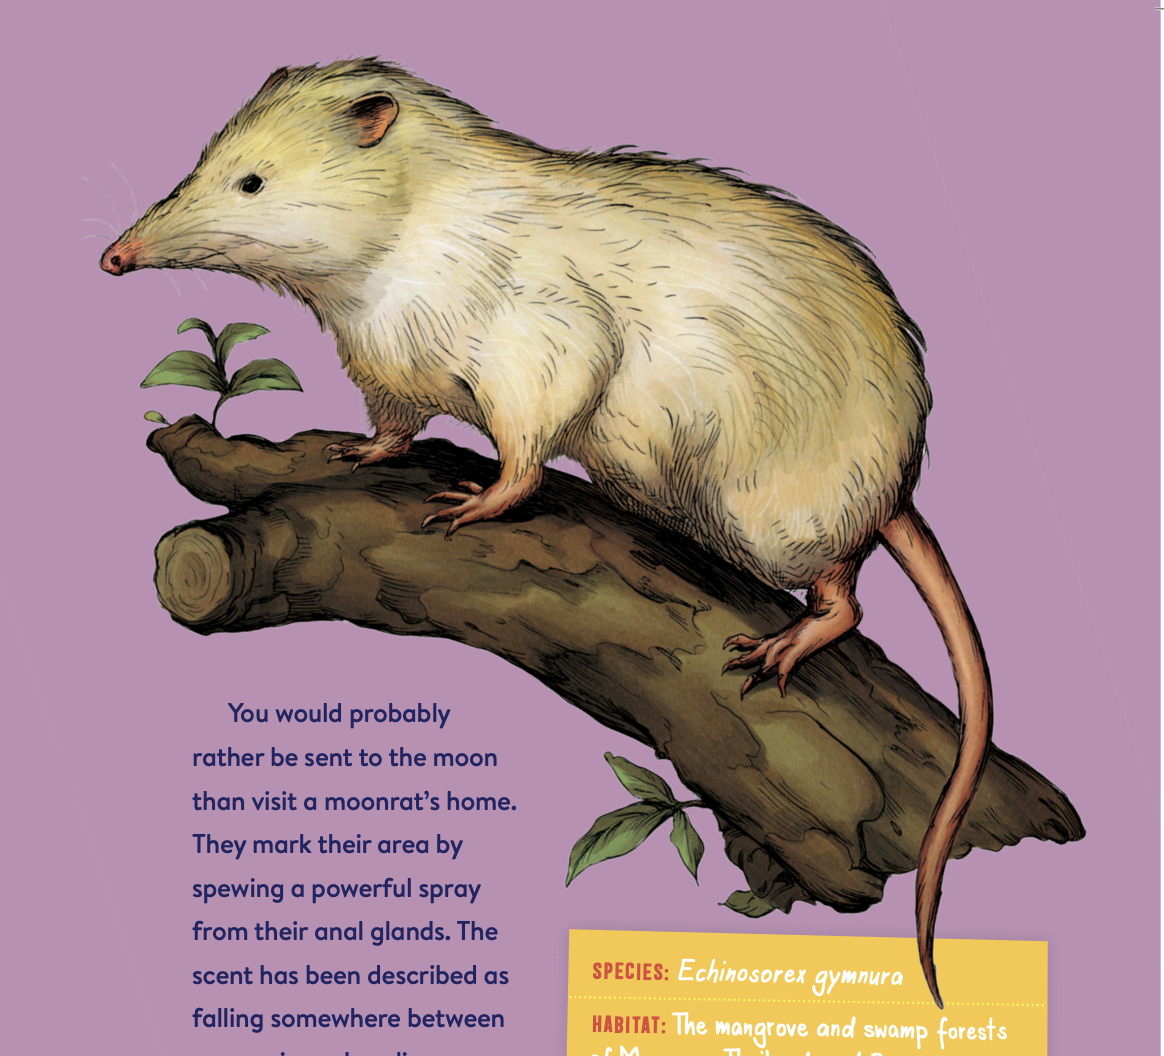 You would probably
rather be sent to the moon
than visit a moonrat's home.
They mark their area by
spewing a powerful spray
from their anal glands. The
scent has been described as
falling somewhere between
SPECIES: Echinosorex gymnura
HABITAT: The mangrove and swamp forests